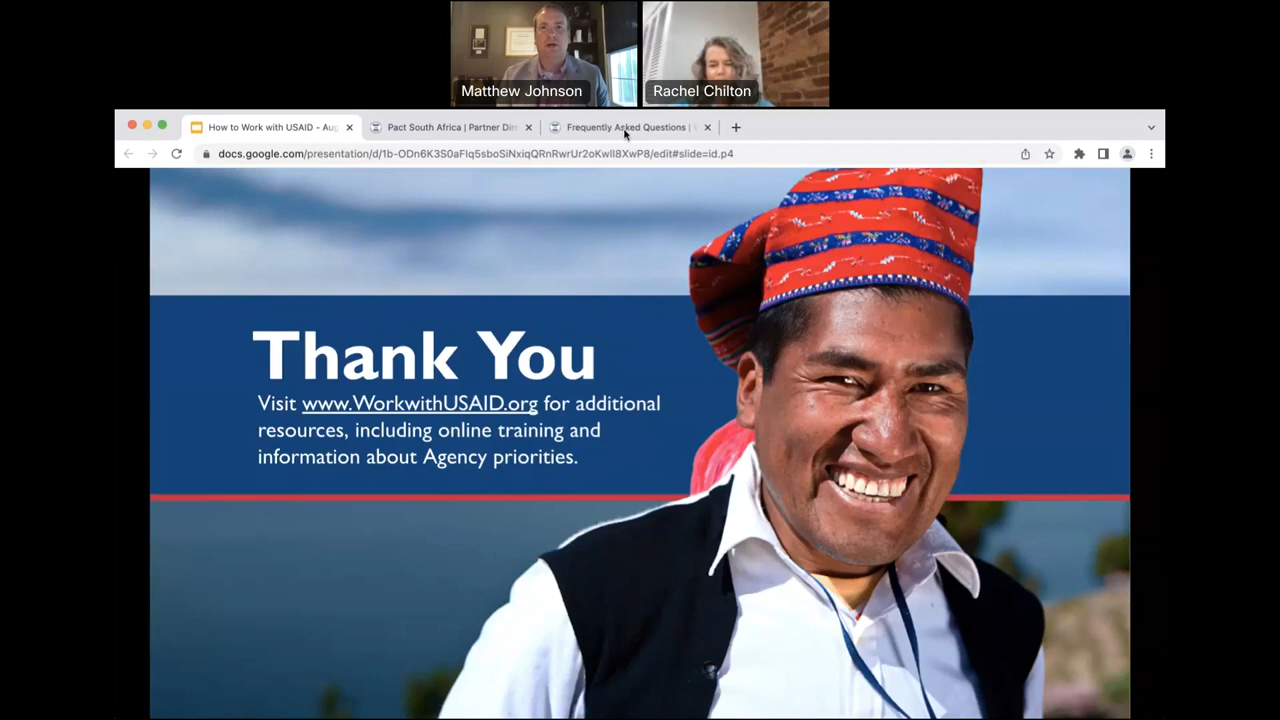 Matthew Johnson
Rachel Chilton
How to Work with USAID - Aug
Pact South Africa | Partner Dire
Frequently Asked Questions |
docs.google.com/presentation/d/1b-ODn6K3S0aFlq5sboSiNxiqQRnRwrUr2oKwII8XwP8/edit#slide=id.p4
Thank You
Visit www.WorkwithUSAID.org for additional
resources, including online training and
information about Agency priorities.